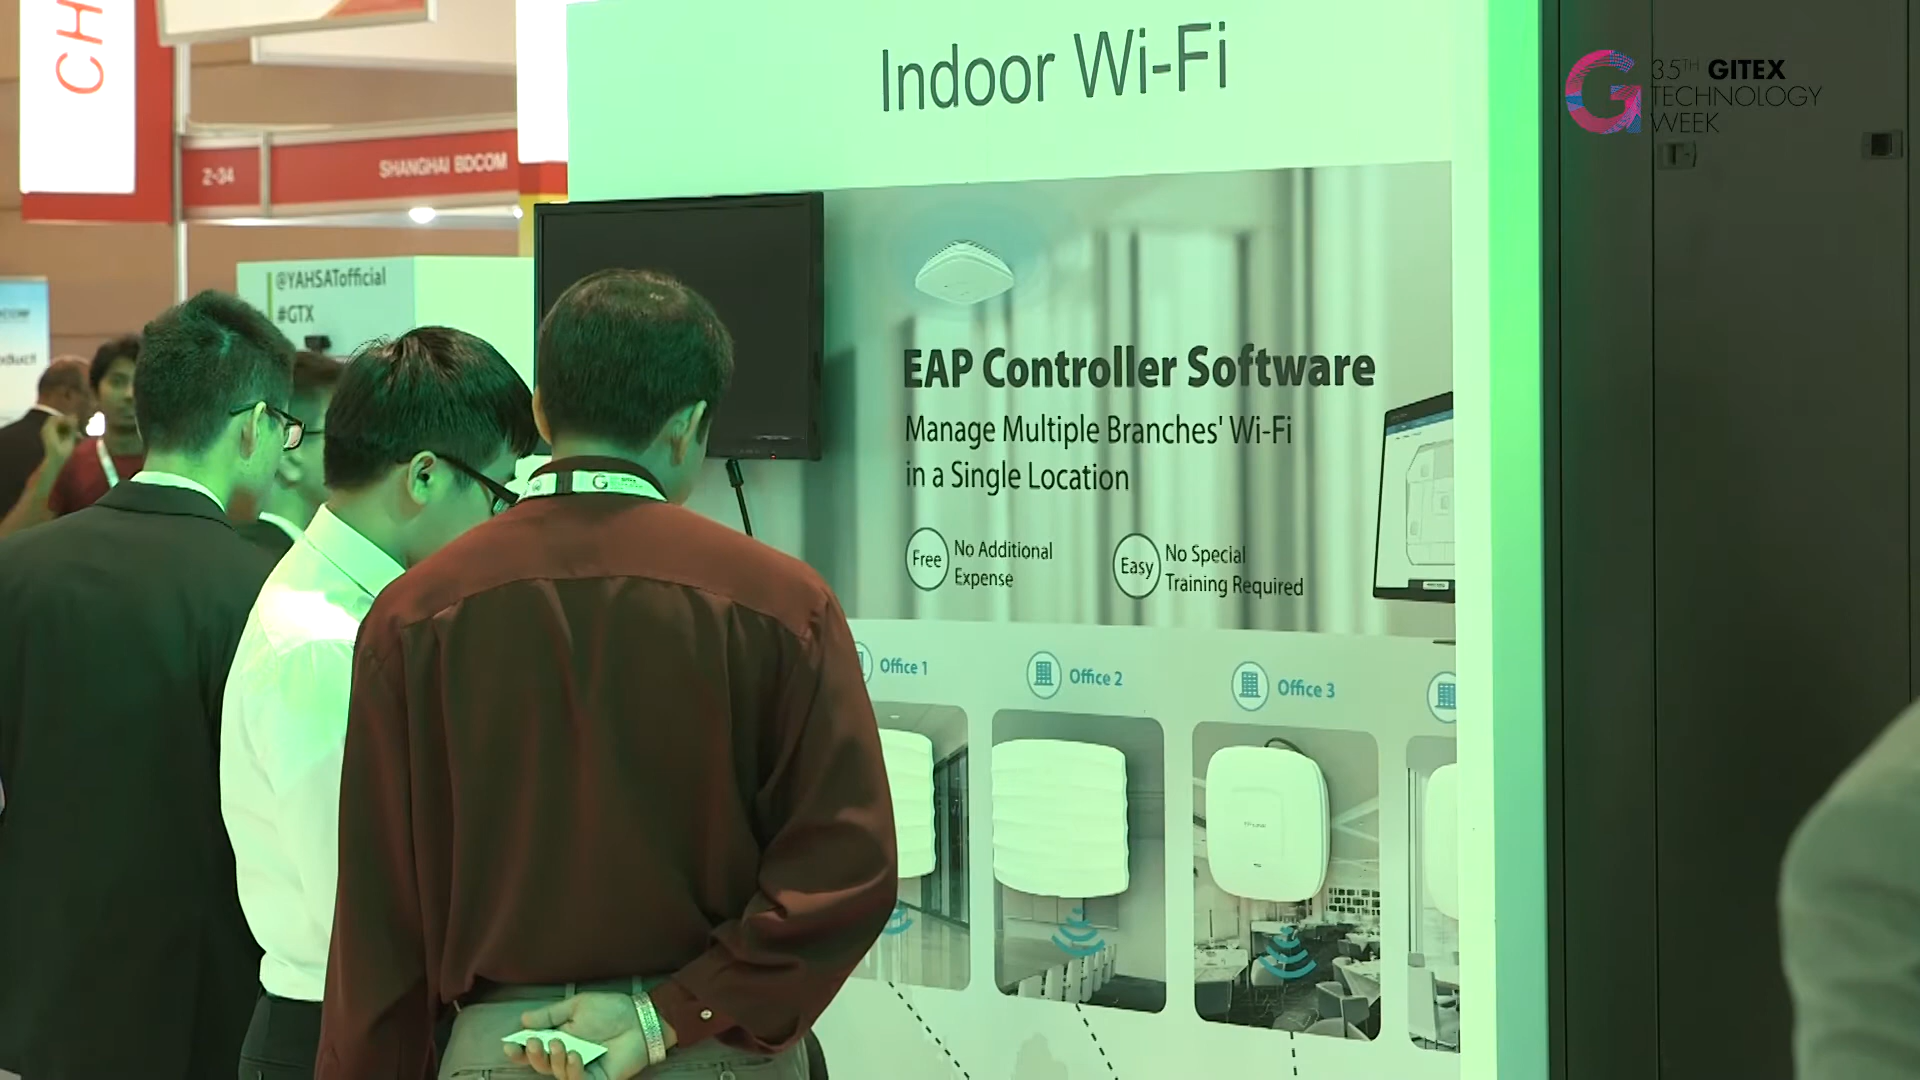 CH
Z-34
SHANGHAI BDCOM
@YAHSATofficial
#GTX
Indoor Wi-Fi
35TH GITEX
TECHNOLOGY
WEEK
EAP Controller Software
Manage Multiple Branches' Wi-Fi
in a Single Location
Free
No Additional
Expense
Easy
No Special
Training Required
Office 1
Office 2
Office 3
G
GITEX